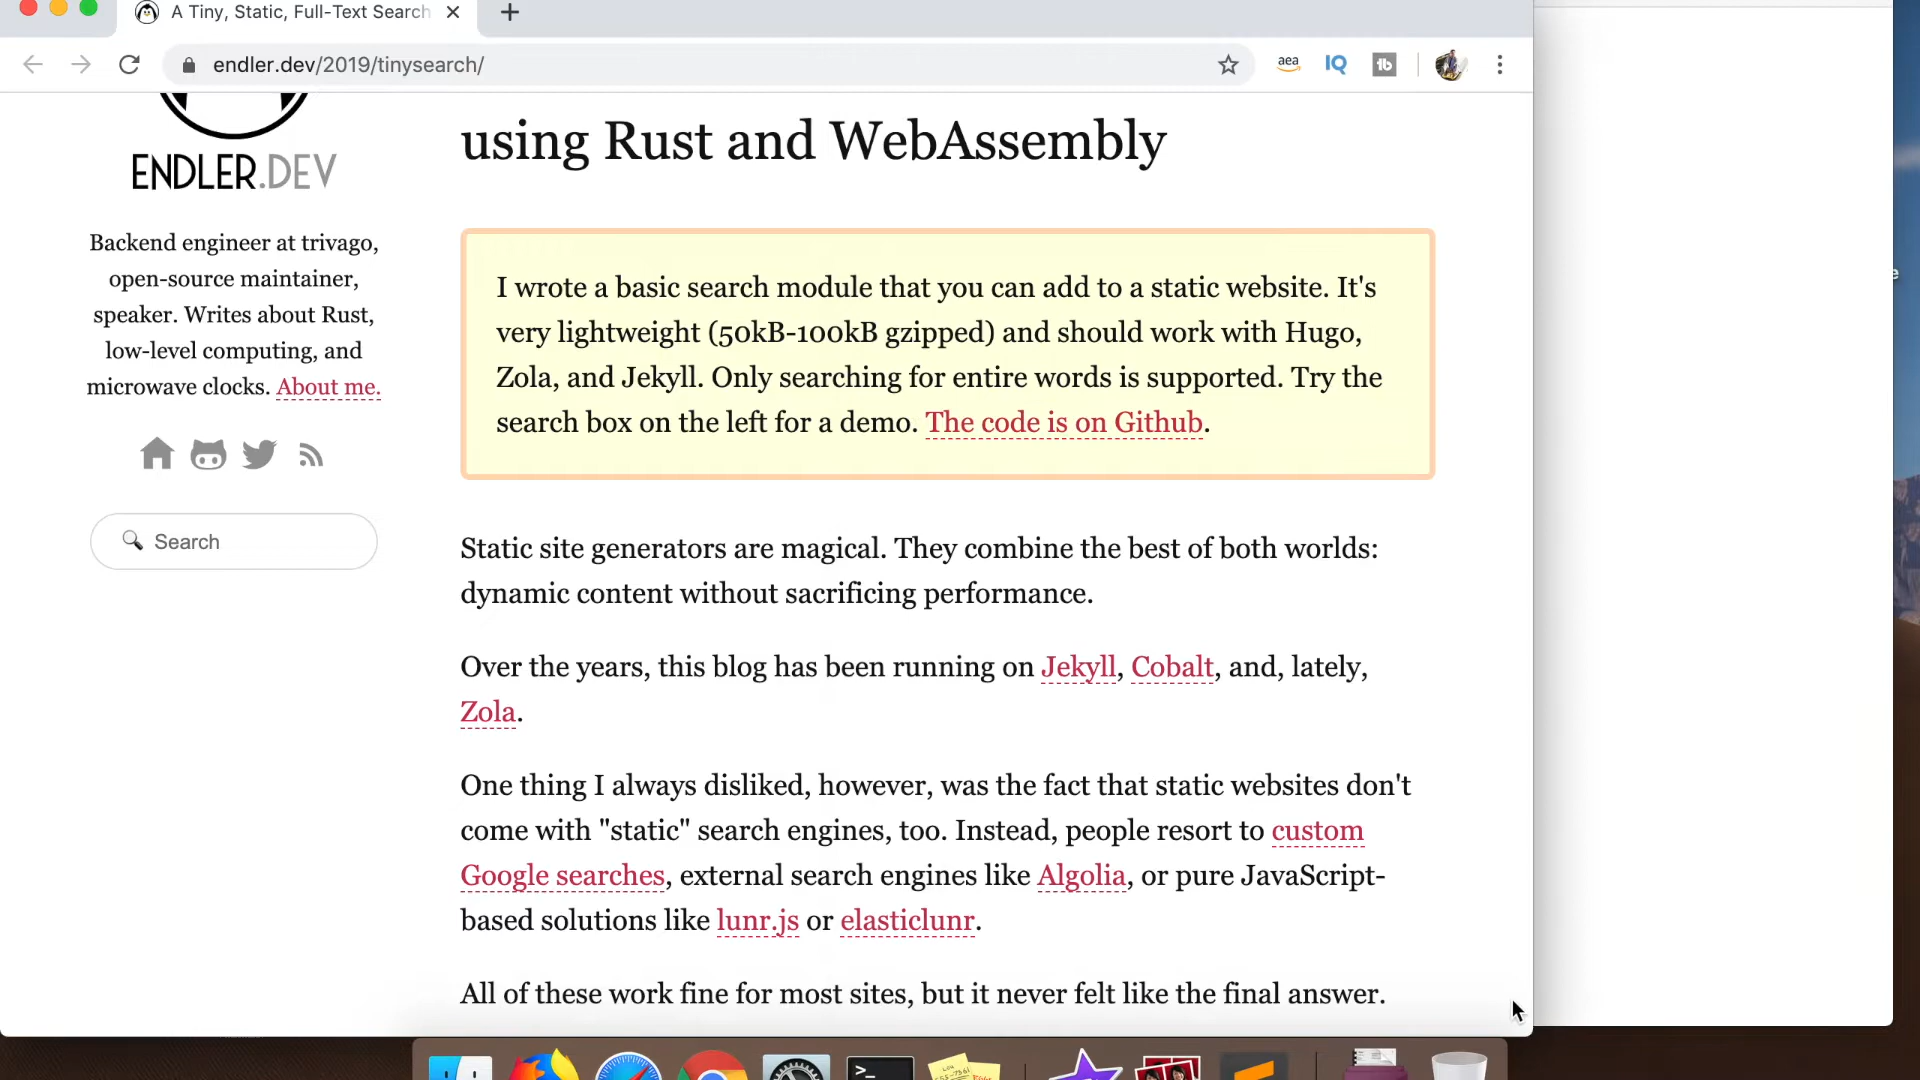 A Tiny, Static, Full-Text Search
endler.dev/2019/tinysearch/
aea
IQ
tb
ENDLER.DEV
Backend engineer at trivago,
open-source maintainer,
speaker. Writes about Rust,
low-level computing, and
microwave clocks. About me.
Search
using Rust and WebAssembly
I wrote a basic search module that you can add to a static website. It's
very lightweight (50kB-100kB gzipped) and should work with Hugo,
Zola, and Jekyll. Only searching for entire words is supported. Try the
search box on the left for a demo. The code is on Github.
Static site generators are magical. They combine the best of both worlds:
dynamic content without sacrificing performance.
Over the years, this blog has been running on Jekyll, Cobalt, and, lately,
Zola.
One thing I always disliked, however, was the fact that static websites don't
come with "static" search engines, too. Instead, people resort to custom
Google searches, external search engines like Algolia, or pure JavaScript-
based solutions like lunr.js or elasticlunr.
All of these work fine for most sites, but it never felt like the final answer.